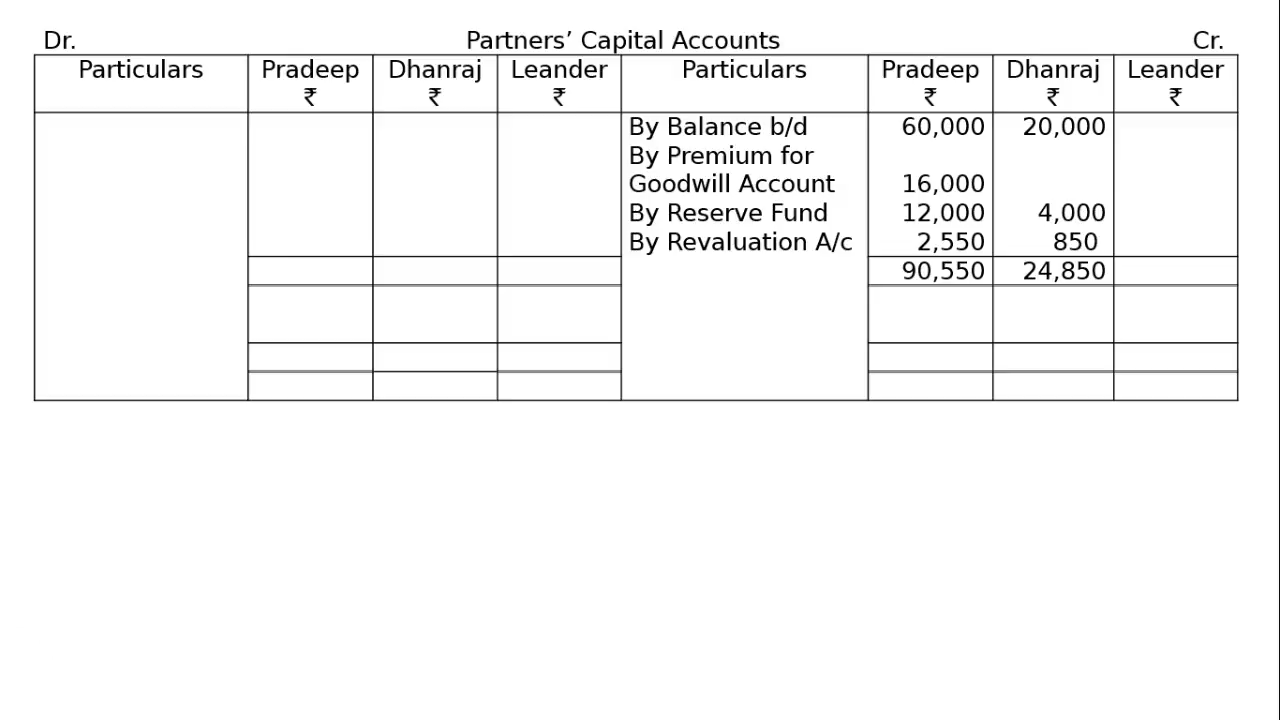 Dr. Partners’ Capital Accounts Cr.
Particulars Pradeep Dhanraj Leander Particulars Pradeep Dhanraj Leander
₹ ₹ ₹ ₹ ₹ ₹
By Balance b/d 60,000 20,000
By Premium for
Goodwill Account 16,000
By Reserve Fund 12,000 4,000
By Revaluation A/c 2,550 850
90,550 24,850